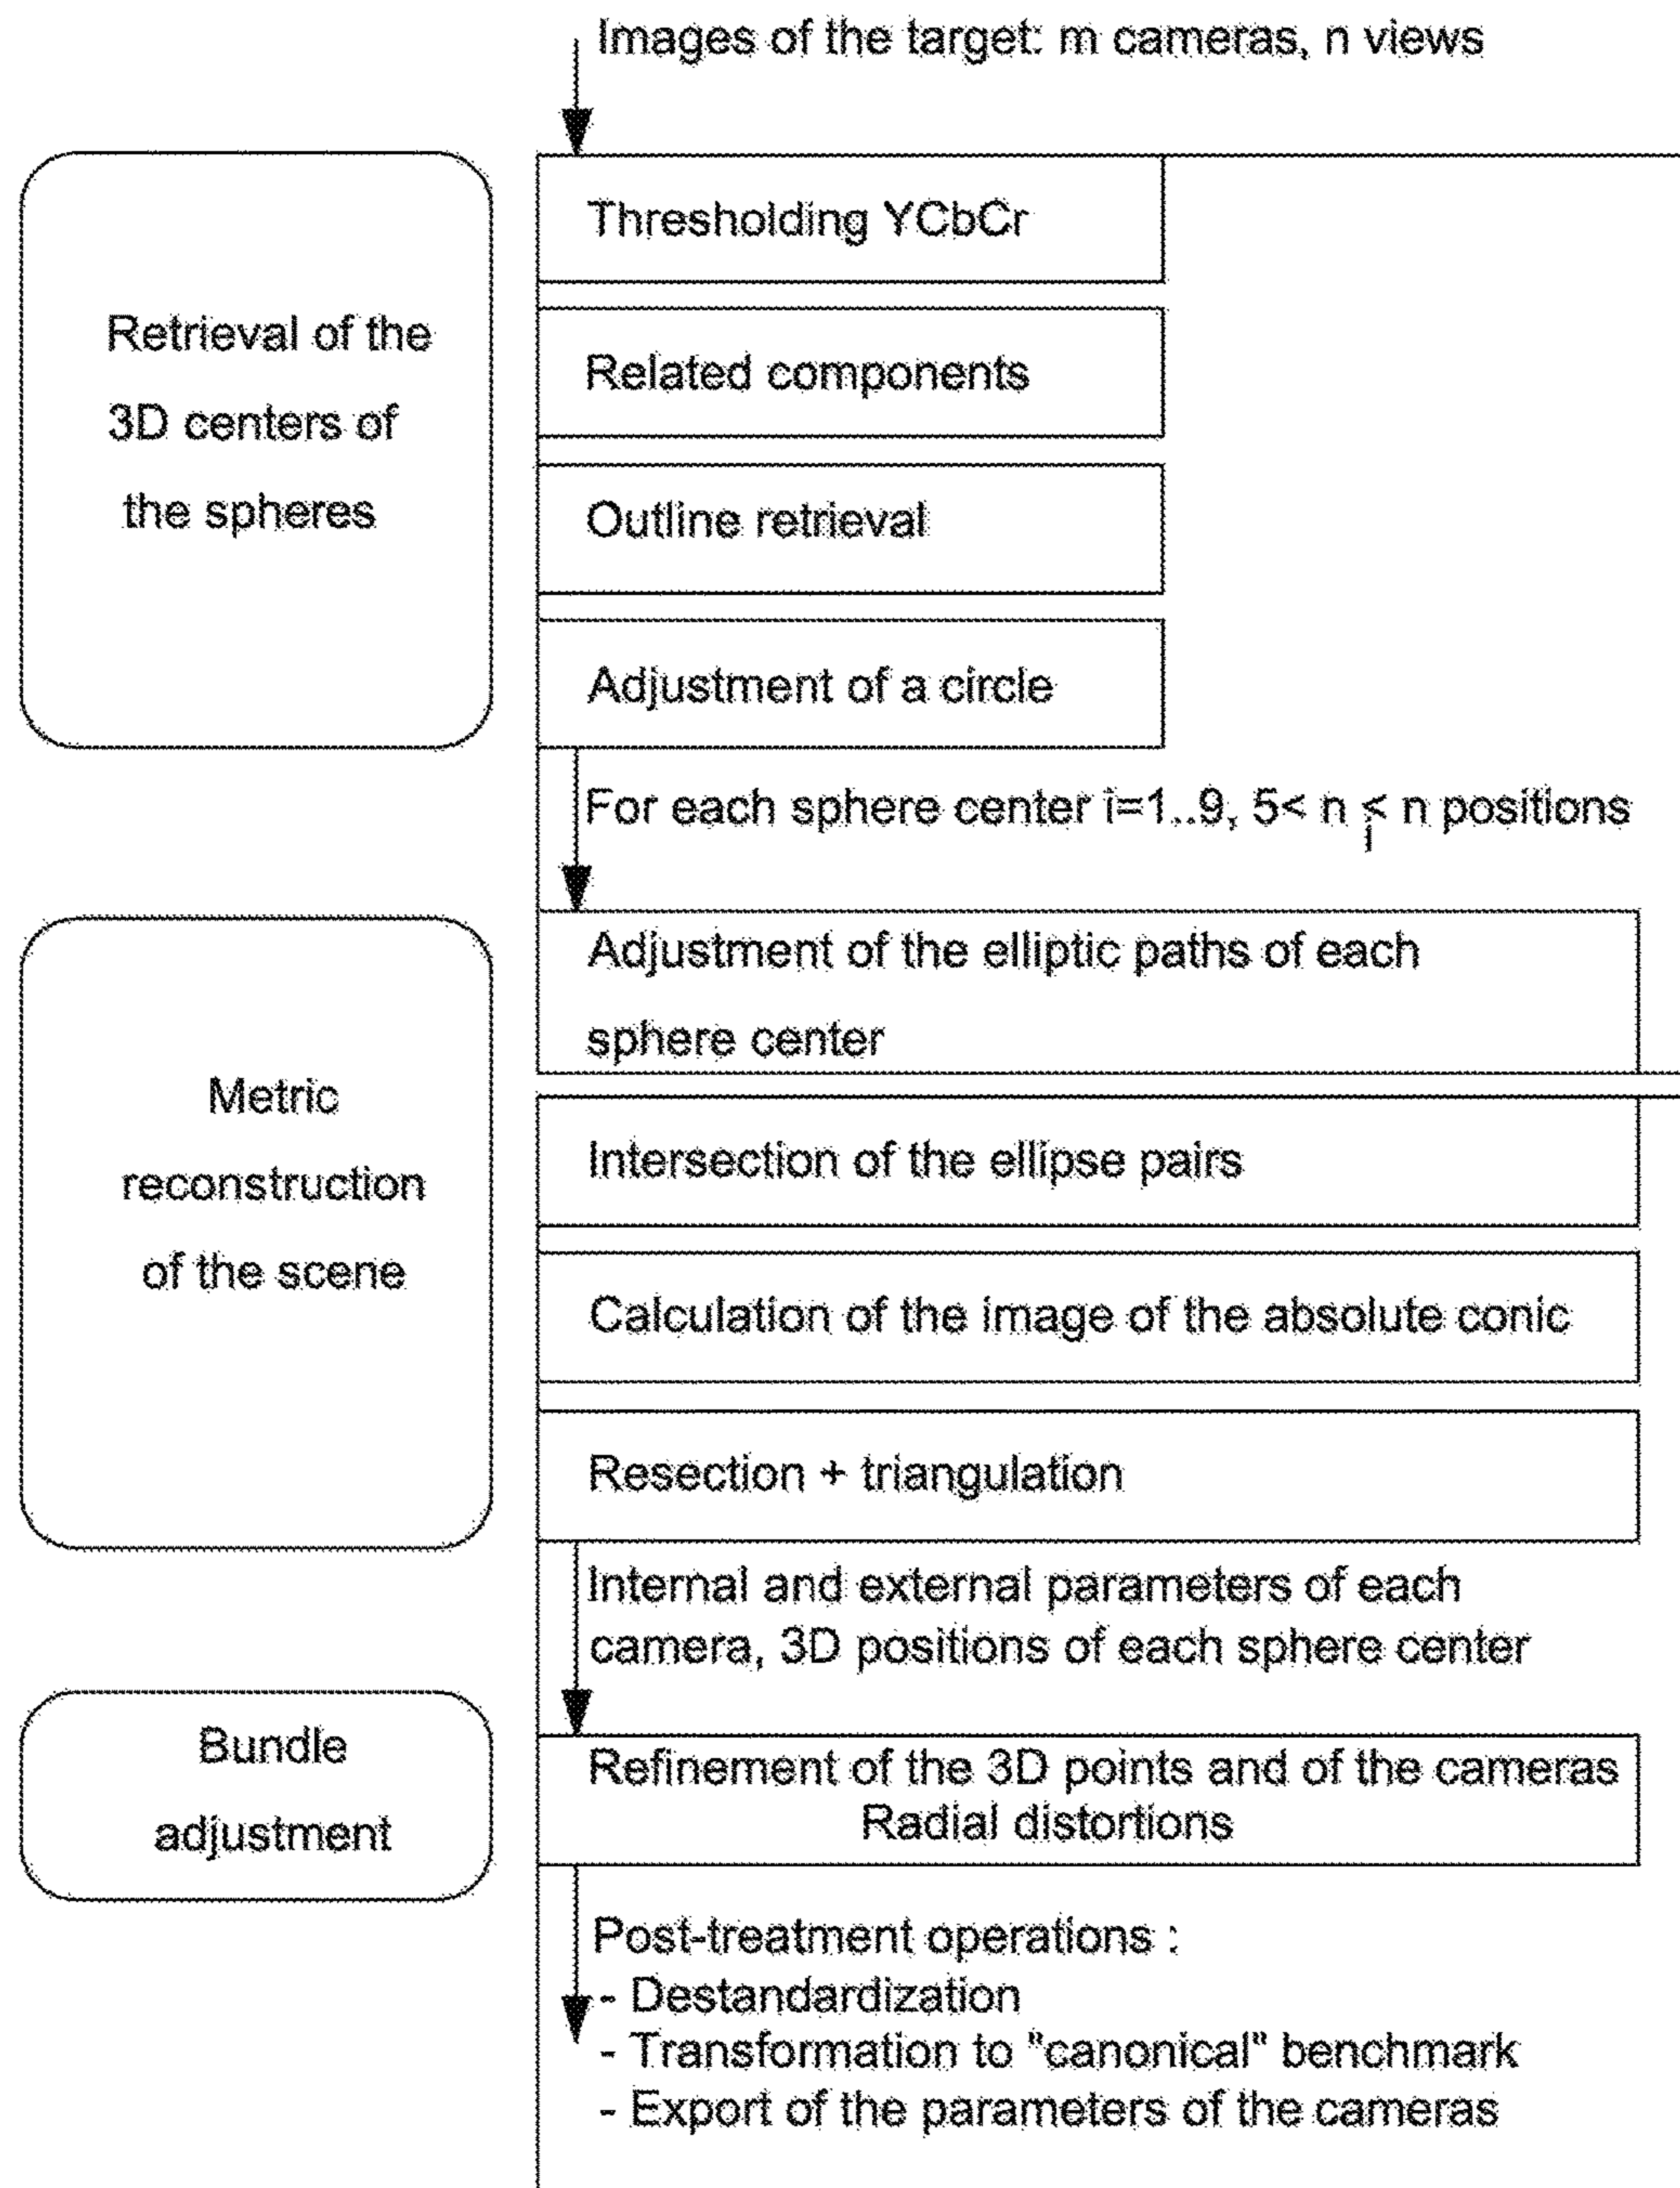 Images of the target: m cameras, n views
Retrieval of the
3D centers of
the spheres
Thresholding YCbCr
Related components
Outline retrieval
Adjustment of a circle
For each sphere center i=1..9, 5< n i < n positions
Metric
reconstruction
of the scene
Adjustment of the elliptic paths of each
sphere center
Intersection of the ellipse pairs
Calculation of the image of the absolute conic
Resection + triangulation
Internal and external parameters of each
camera, 3D positions of each sphere center
Bundle
adjustment
Refinement of the 3D points and of the cameras
Radial distortions
Post-treatment operations :
- Destandardization
- Transformation to "canonical" benchmark
- Export of the parameters of the cameras